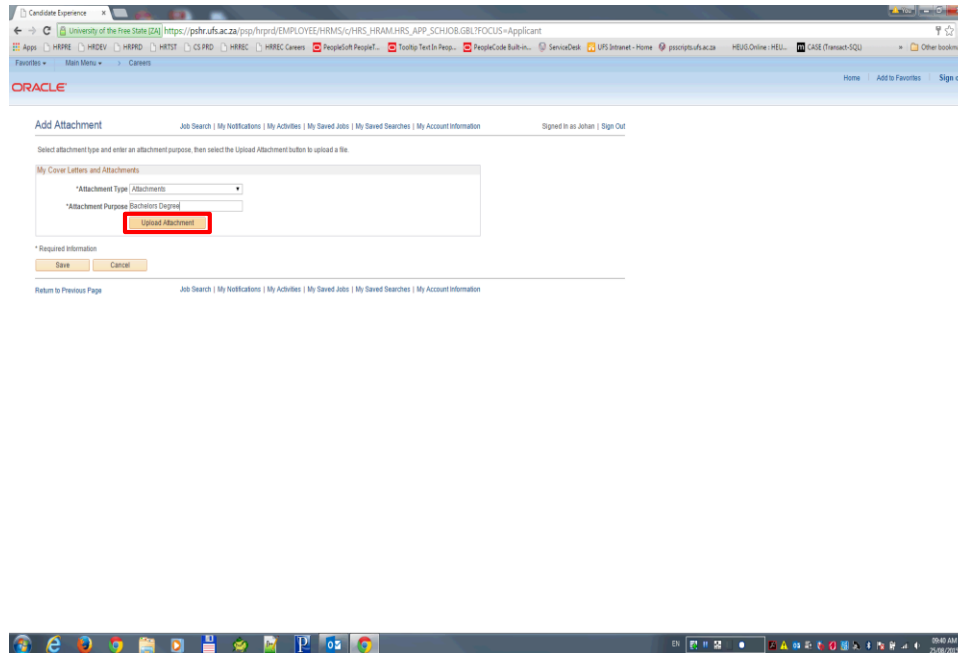 Candidate Experience ×
University of the Free State [ZA] https://pshr.ufs.ac.za/psp/hrprd/EMPLOYEE/HRMS/c/HRS_HRAM.HRS_APP_SCHJOB.GBL?FOCUS=Applicant
Apps HRPRE HRDEV HRPRD HRTST CS PRD HRREC HRREC Careers PeopleSoft PeopleT... Tooltip Text In Peop... PeopleCode Built-in... ServiceDesk UFS Intranet - Home psscripts.ufs.ac.za HEUG.Online : HEU... CASE (Transact-SQL) » Other bookm
Favorites Main Menu > Careers
Home Add to Favorites Sign o
ORACLE
Add Attachment Job Search | My Notifications | My Activities | My Saved Jobs | My Saved Searches | My Account Information Signed In as Johan | Sign Out
Select attachment type and enter an attachment purpose, then select the Upload Attachment button to upload a file.
My Cover Letters and Attachments
*Attachment Type Attachments
*Attachment Purpose Bachelors Degree
Upload Attachment
* Required Information
Save Cancel
Return to Previous Page Job Search | My Notifications | My Activities | My Saved Jobs | My Saved Searches | My Account Information
EN 09:40 AM
25/08/2015